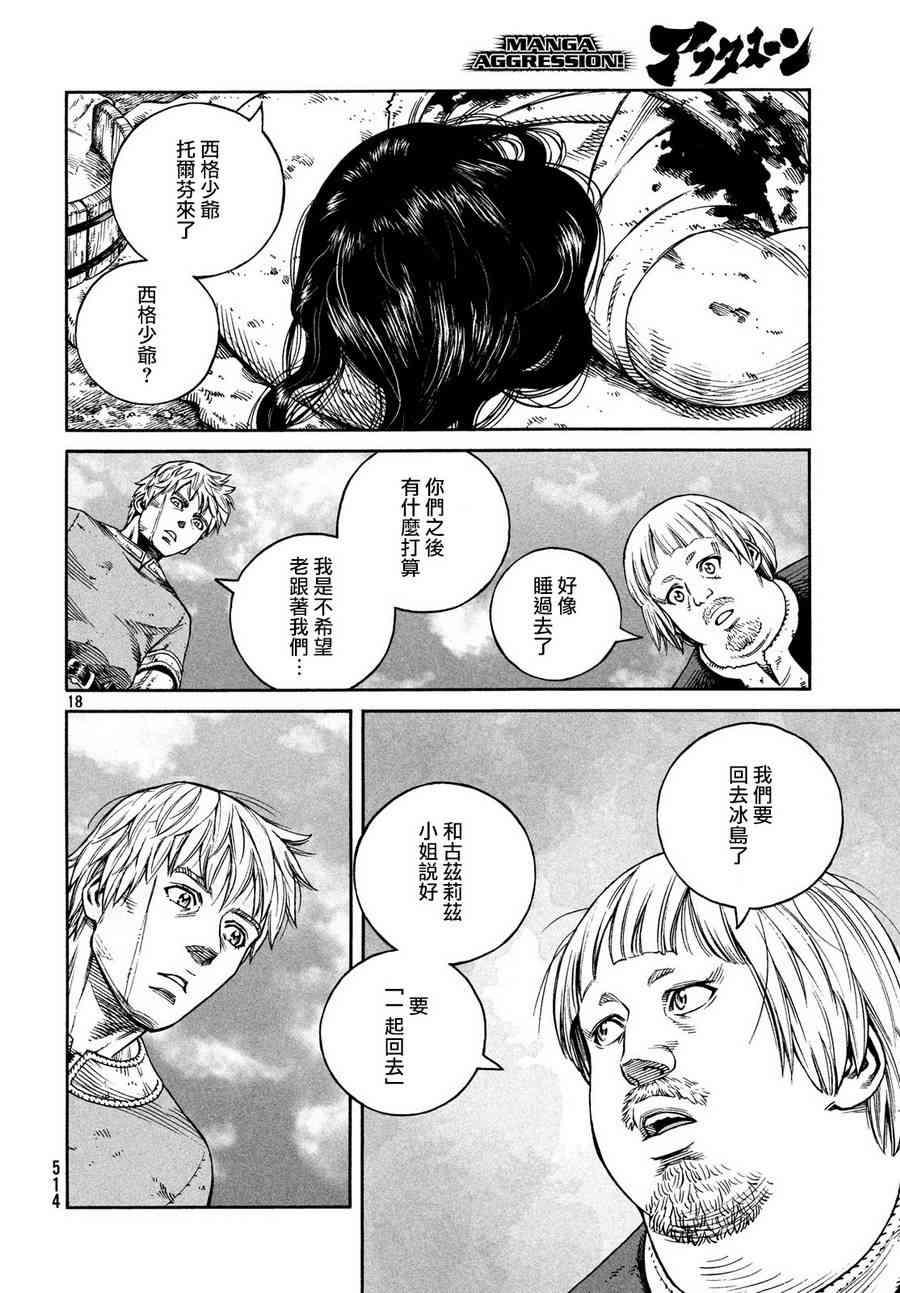 MANGA
AGGRESSION!
アフタヌーン
西格少爺
托爾芬來了
西格少爺？
好像
睡過去了
你們之後
有什麼打算
我是不希望
老跟著我們…
18
我們要
回去冰島了
和古茲莉茲
小姐說好
要
「一起回去」
514